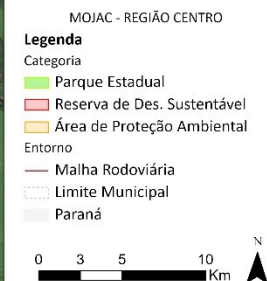 MOJAC - REGIÃO CENTRO
Legenda
Categoria
Parque Estadual
Reserva de Des. Sustentável
Área de Proteção Ambiental
Entorno
Malha Rodoviária
Limite Municipal
Paraná
N
0 3 5 10
Km